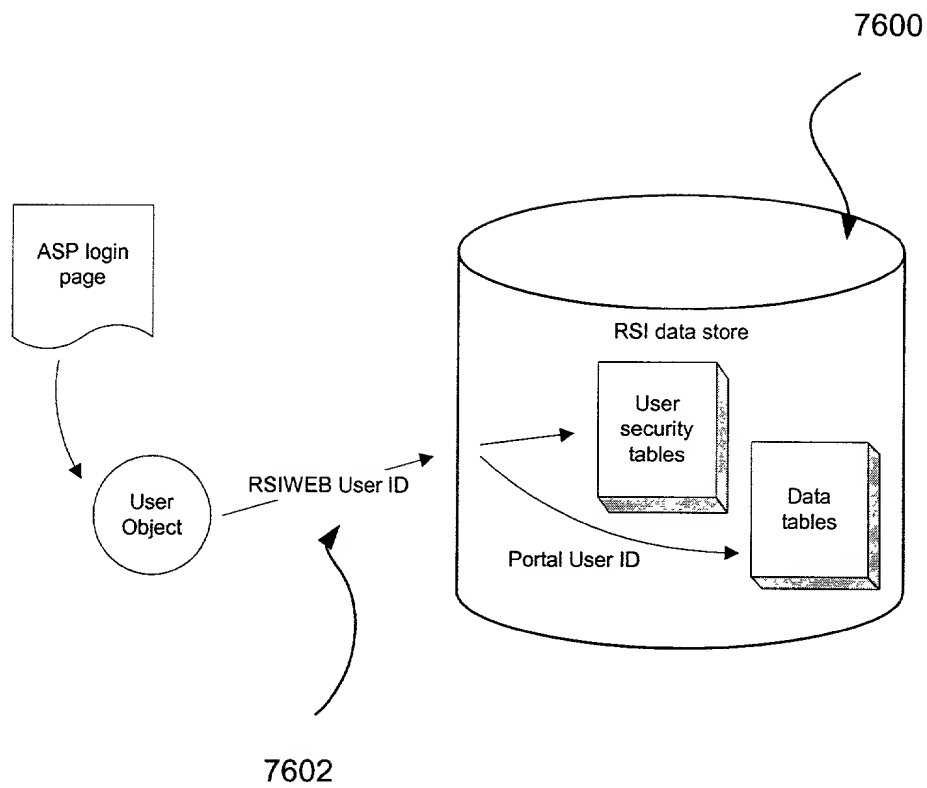 7600
ASP login
page
RSI data store
User
security
tables
RSIWEB User ID
User
Object
Data
tables
Portal User ID
7602